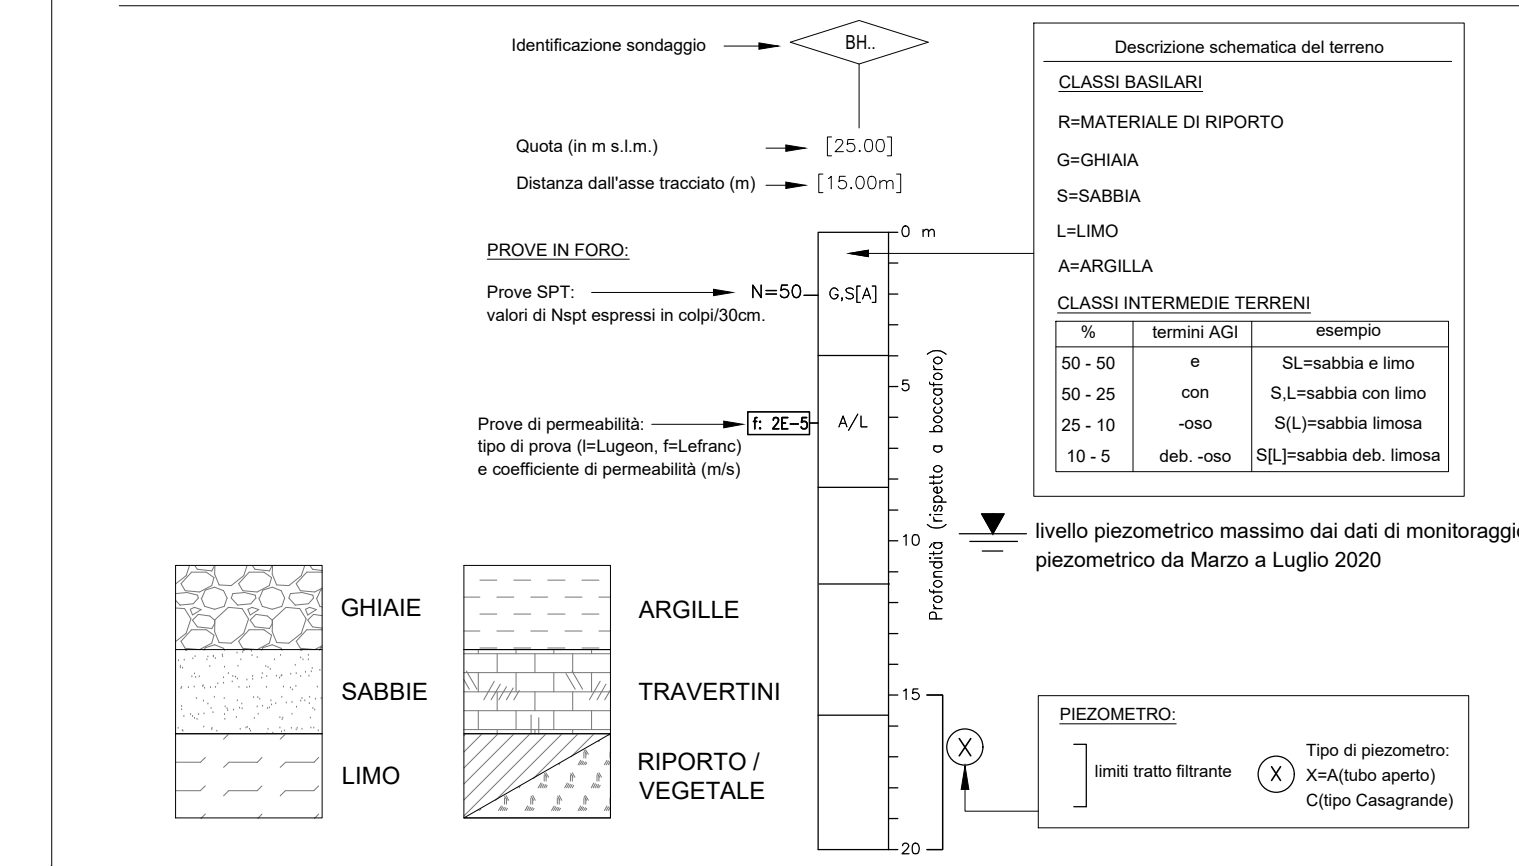 Identificazione sondaggio
BH..
Quota (in m s.l.m.)
[25.00]
Distanza dall'asse tracciato (m)
[15.00m]
PROVE IN FORO:
Prove SPT:
N=50
valori di Nspt espressi in colpi/30cm.
G,S[A]
Prove di permeabilità:
f: 2E-5
tipo di prova (l=Lugeon, f=Lefranc)
e coefficiente di permeabilità (m/s)
A/L
0 m
5
10
15
20
Profondità (rispetto a boccaforo)
Descrizione schematica del terreno
CLASSI BASILARI
R=MATERIALE DI RIPORTO
G=GHIAIA
S=SABBIA
L=LIMO
A=ARGILLA
CLASSI INTERMEDIE TERRENI
% termini AGI esempio
50 - 50 e SL=sabbia e limo
50 - 25 con S,L=sabbia con limo
25 - 10 -oso S(L)=sabbia limosa
10 - 5 deb. -oso S[L]=sabbia deb. limosa
livello piezometrico massimo dai dati di monitoraggi
piezometrico da Marzo a Luglio 2020
GHIAIE
SABBIE
LIMO
ARGILLE
TRAVERTINI
RIPORTO /
VEGETALE
X
PIEZOMETRO:
limiti tratto filtrante
X
Tipo di piezometro:
X=A(tubo aperto)
C(tipo Casagrande)